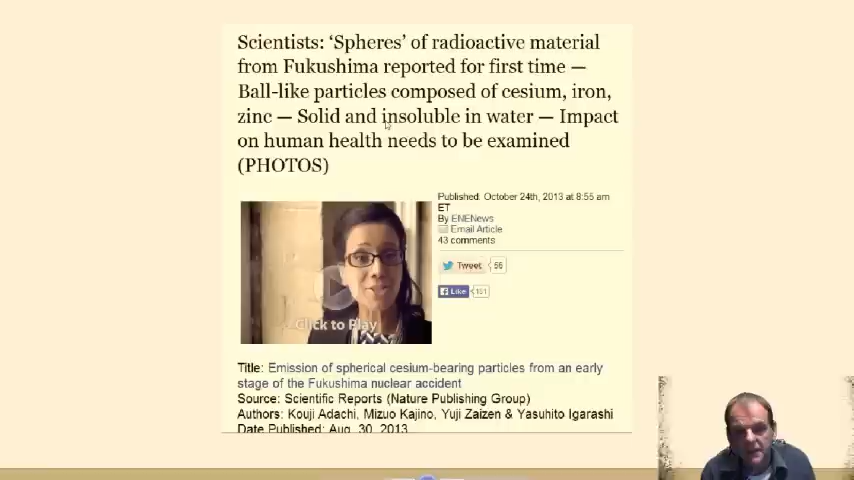 Scientists: ‘Spheres’ of radioactive material
from Fukushima reported for first time —
Ball-like particles composed of cesium, iron,
zinc — Solid and insoluble in water — Impact
on human health needs to be examined
(PHOTOS)
Published: October 24th, 2013 at 8:55 am
ET
By ENENews
Email Article
43 comments
Tweet 56
Like 151
Click to Play
Title: Emission of spherical cesium-bearing particles from an early
stage of the Fukushima nuclear accident
Source: Scientific Reports (Nature Publishing Group)
Authors: Kouji Adachi, Mizuo Kajino, Yuji Zaizen & Yasuhito Igarashi
Date Published: Aug. 30, 2013